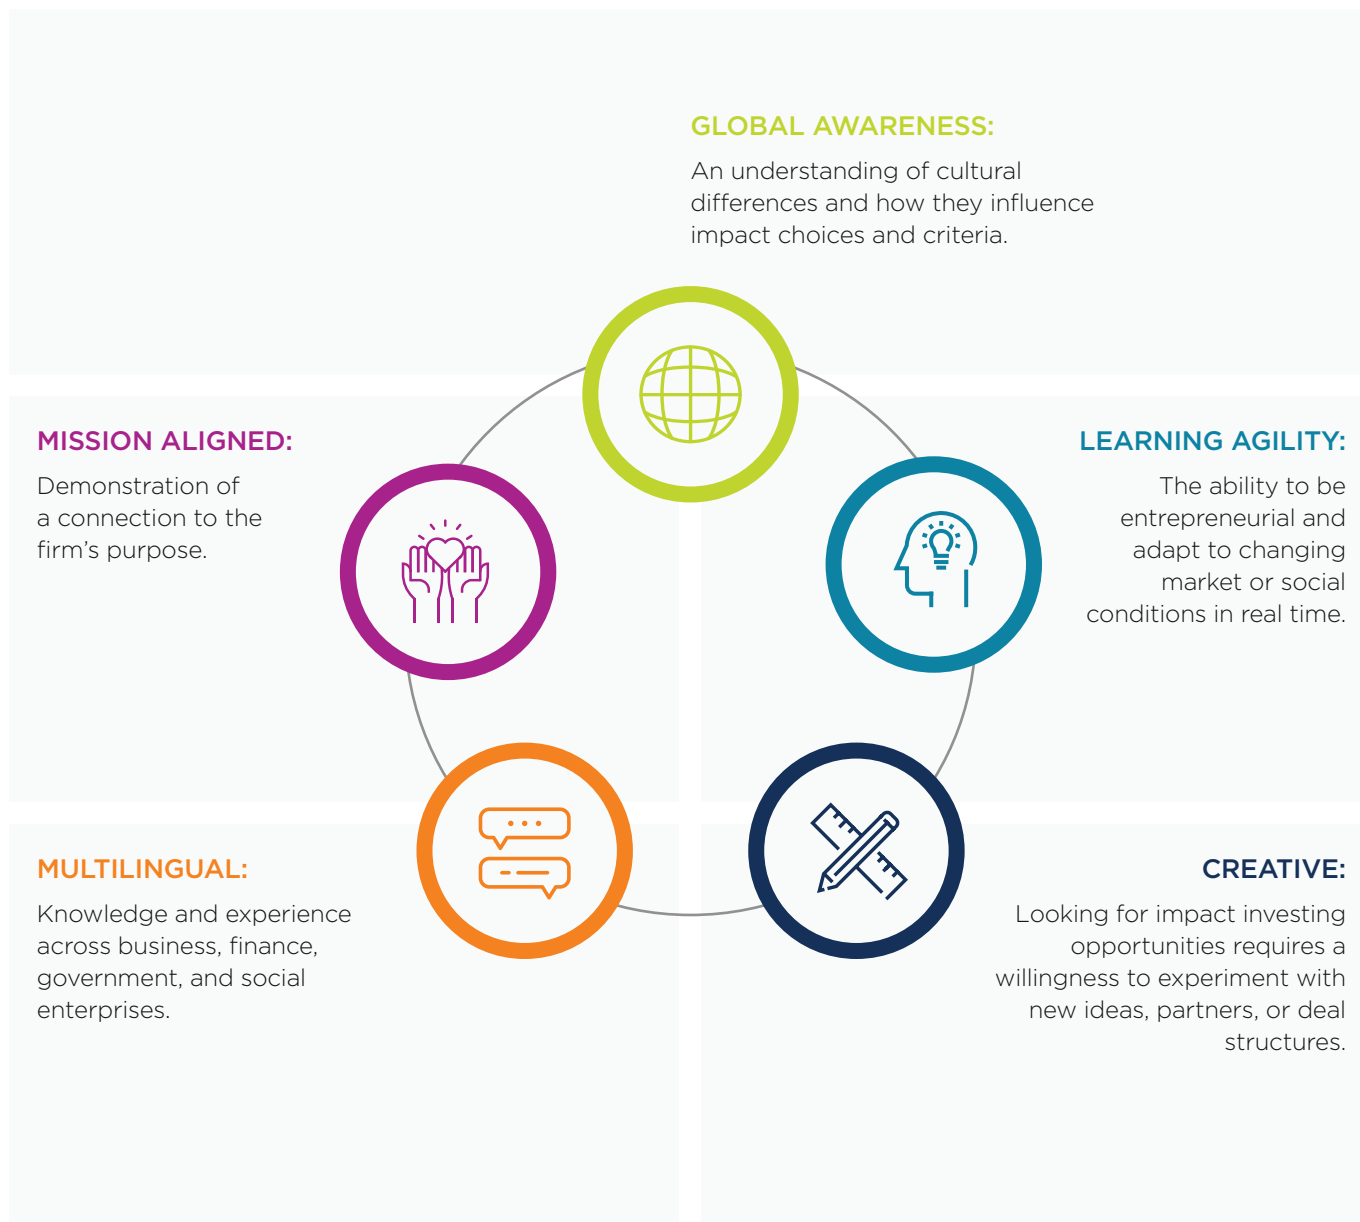 GLOBAL AWARENESS:
An understanding of cultural
differences and how they influence
impact choices and criteria.
MISSION ALIGNED:
Demonstration of
a connection to the
firm’s purpose.
LEARNING AGILITY:
The ability to be
entrepreneurial and
adapt to changing
market or social
conditions in real time.
MULTILINGUAL:
Knowledge and experience
across business, finance,
government, and social
enterprises.
CREATIVE:
Looking for impact investing
opportunities requires a
willingness to experiment with
new ideas, partners, or deal
structures.